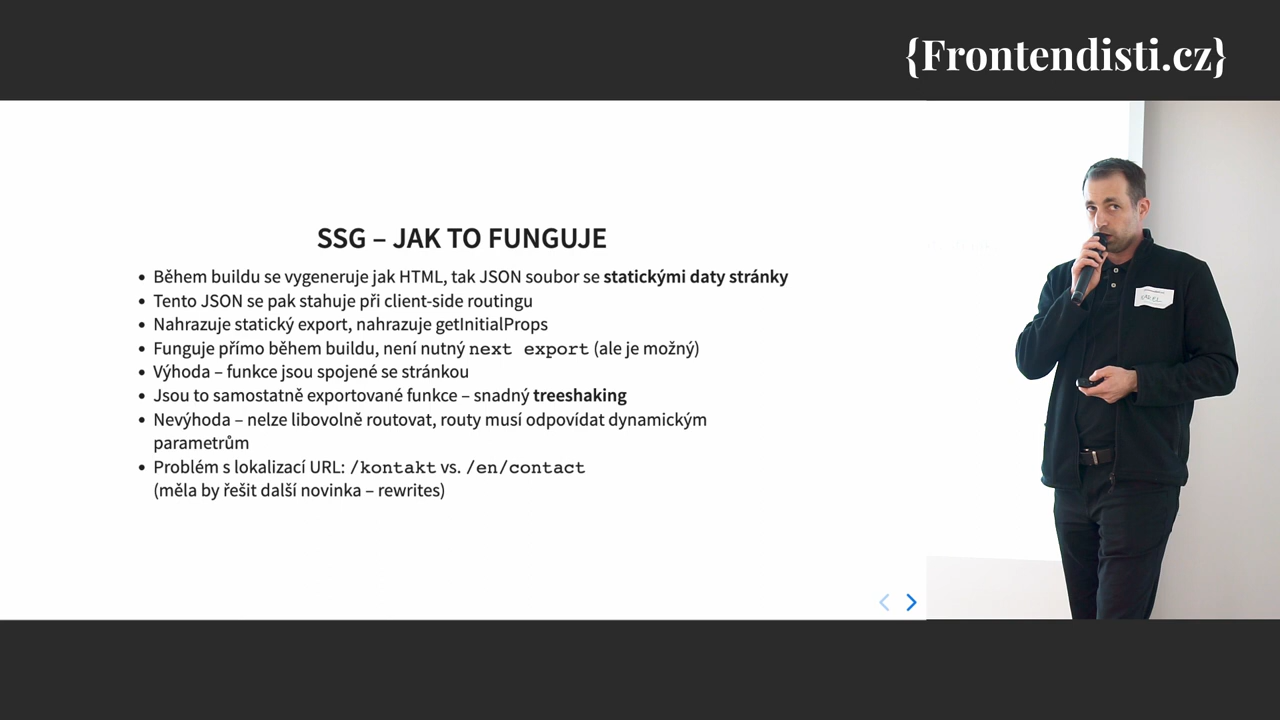 {Frontendisti.cz}
SSG – JAK TO FUNGUJE
• Během buildu se vygeneruje jak HTML, tak JSON soubor se statickými daty stránky
• Tento JSON se pak stahuje při client-side routingu
• Nahrazuje statický export, nahrazuje getInitialProps
• Funguje přímo během buildu, není nutný next export (ale je možný)
• Výhoda – funkce jsou spojené se stránkou
• Jsou to samostatně exportované funkce – snadný treeshaking
• Nevýhoda – nelze libovolně routovat, routy musí odpovídat dynamickým
parametrům
• Problém s lokalizací URL: /kontakt vs. /en/contact
(měla by řešit další novinka – rewrites)